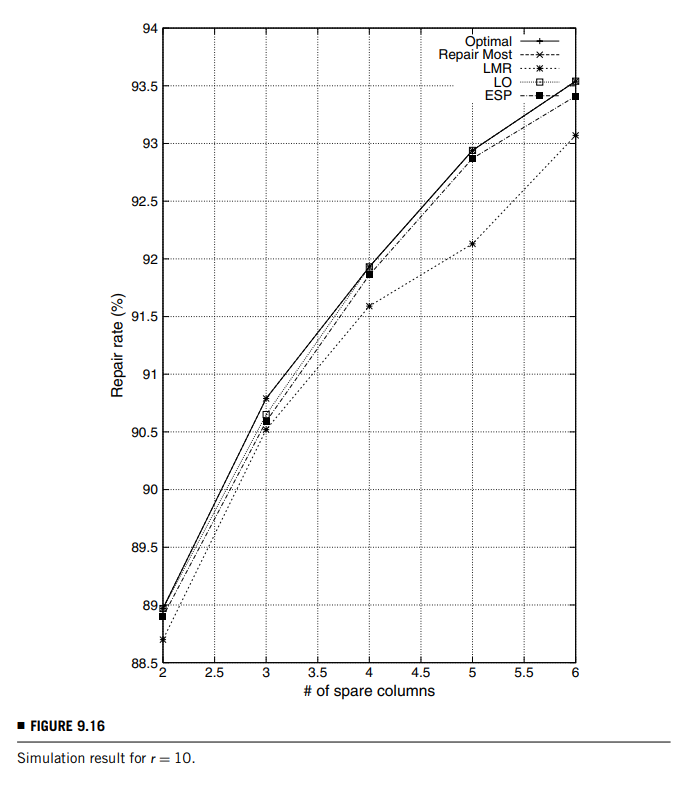 94
93.5
93
92.5
92
91.5
91
90.5
90
89.5
89
88.5
Repair rate (%)
Optimal
Repair Most
LMR
LO
ESP
2 2.5 3 3.5 4 4.5 5 5.5 6
# of spare columns
■ FIGURE 9.16
Simulation result for r = 10.